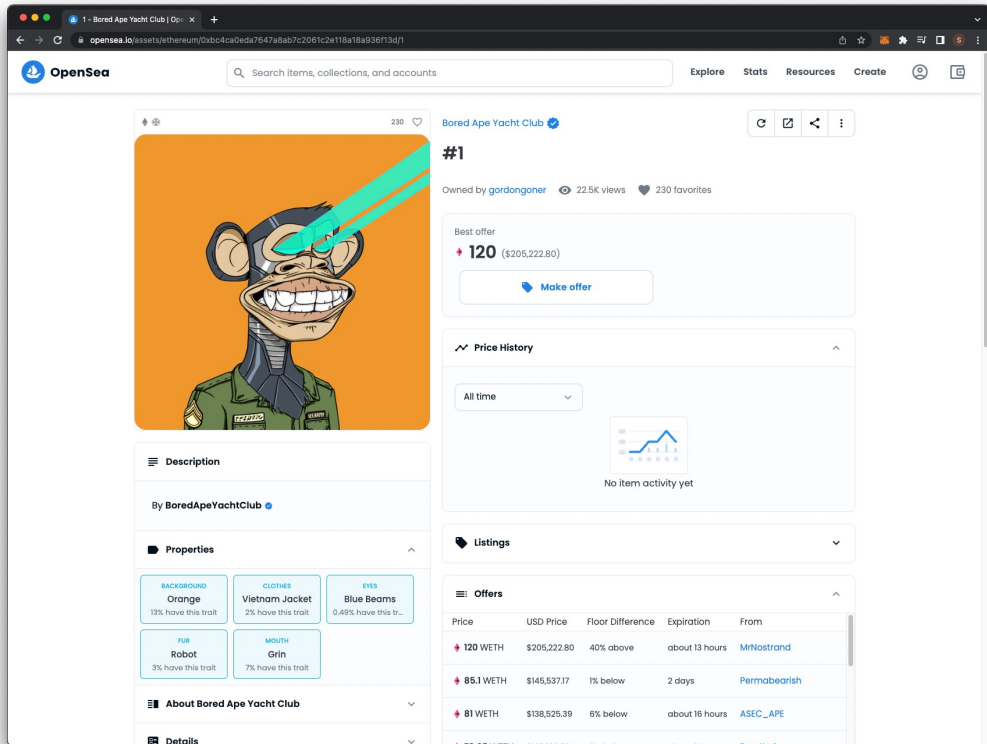 1 - Bored Ape Yacht Club | Ope
opensea.io/assets/ethereum/0xbc4ca0eda7647a8ab7c2061c2e118a18a936f13d/1
S
OpenSea
Search items, collections, and accounts
Explore
Stats
Resources
Create
230
Bored Ape Yacht Club
#1
Owned by gordongoner
22.5K views
230 favorites
Best offer
120 ($205,222.80)
Make offer
Price History
All time
No item activity yet
Listings
Offers
Price USD Price Floor Difference Expiration From
120 WETH $205,222.80 40% above about 13 hours MrNostrand
85.1 WETH $145,537.17 1% below 2 days Permabearish
81 WETH $138,525.39 6% below about 16 hours ASEC_APE
Description
By BoredApeYachtClub
Properties
BACKGROUND
Orange
13% have this trait
CLOTHES
Vietnam Jacket
2% have this trait
EYES
Blue Beams
0.49% have this tr...
FUR
Robot
3% have this trait
MOUTH
Grin
7% have this trait
About Bored Ape Yacht Club
Details